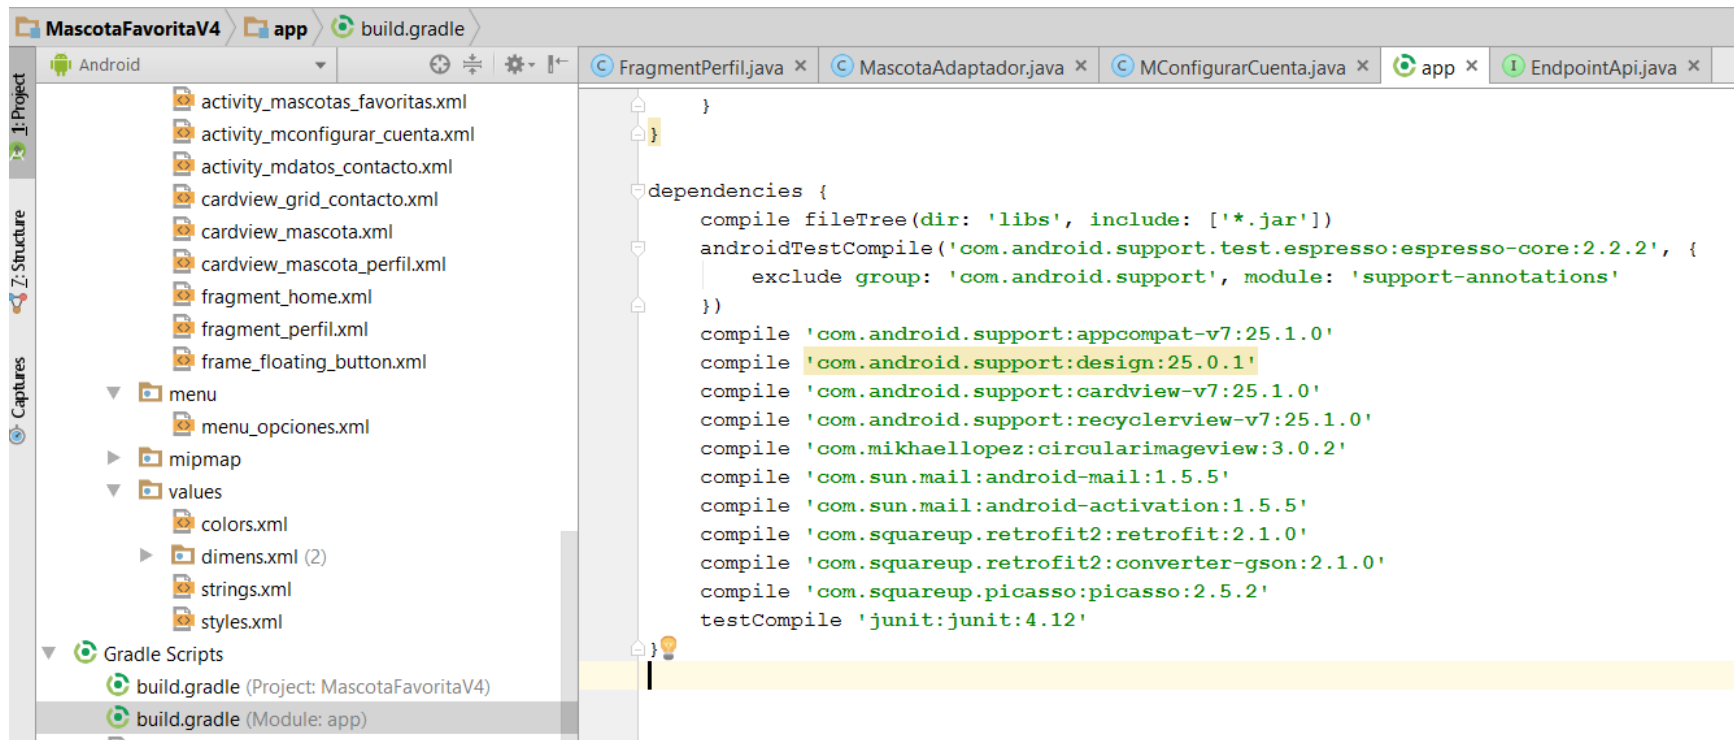 MascotaFavoritaV4 app build.gradle
1: Project
Z: Structure
Captures
Android
activity_mascotas_favoritas.xml
activity_mconfigurar_cuenta.xml
activity_mdatos_contacto.xml
cardview_grid_contacto.xml
cardview_mascota.xml
cardview_mascota_perfil.xml
fragment_home.xml
fragment_perfil.xml
frame_floating_button.xml
menu
menu_opciones.xml
mipmap
values
colors.xml
dimens.xml (2)
strings.xml
styles.xml
Gradle Scripts
build.gradle (Project: MascotaFavoritaV4)
build.gradle (Module: app)
FragmentPerfil.java × MascotaAdaptador.java × MConfigurarCuenta.java × app × EndpointApi.java ×
}
}
dependencies {
compile fileTree(dir: 'libs', include: ['*.jar'])
androidTestCompile('com.android.support.test.espresso:espresso-core:2.2.2', {
exclude group: 'com.android.support', module: 'support-annotations'
})
compile 'com.android.support:appcompat-v7:25.1.0'
compile 'com.android.support:design:25.0.1'
compile 'com.android.support:cardview-v7:25.1.0'
compile 'com.android.support:recyclerview-v7:25.1.0'
compile 'com.mikhaellopez:circularimageview:3.0.2'
compile 'com.sun.mail:android-mail:1.5.5'
compile 'com.sun.mail:android-activation:1.5.5'
compile 'com.squareup.retrofit2:retrofit:2.1.0'
compile 'com.squareup.retrofit2:converter-gson:2.1.0'
compile 'com.squareup.picasso:picasso:2.5.2'
testCompile 'junit:junit:4.12'
}